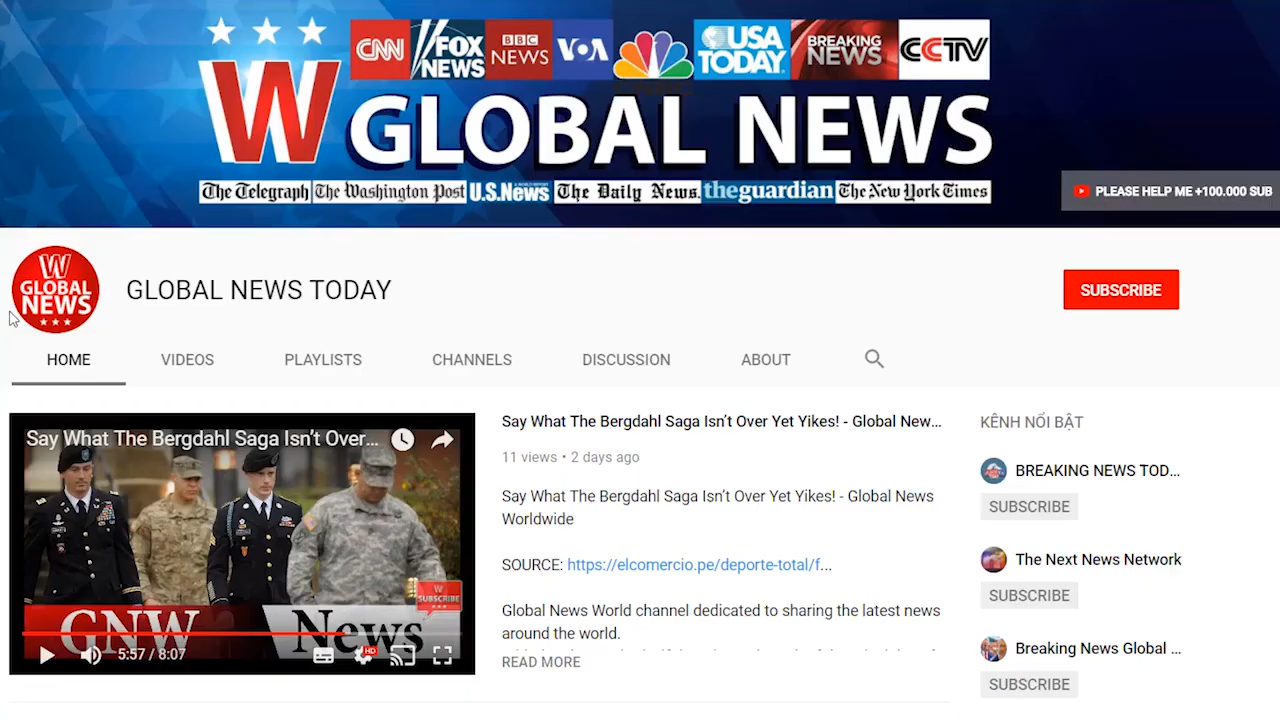 CNN
FOX NEWS
BBC NEWS
VOA
USA TODAY
BREAKING NEWS
CCTV
W GLOBAL NEWS
The Telegraph
The Washington Post
U.S.News
The Daily News.
theguardian
The New York Times
PLEASE HELP ME +100.000 SUB
W
GLOBAL
NEWS
GLOBAL NEWS TODAY
SUBSCRIBE
HOME
VIDEOS
PLAYLISTS
CHANNELS
DISCUSSION
ABOUT
Say What The Bergdahl Saga Isn't Over...
W
SUBSCRIBE
GNW News
5:57 / 8:07
HD
Say What The Bergdahl Saga Isn't Over Yet Yikes! - Global New...
11 views • 2 days ago
Say What The Bergdahl Saga Isn't Over Yet Yikes! - Global News
Worldwide
SOURCE: https://elcomercio.pe/deporte-total/f...
Global News World channel dedicated to sharing the latest news
around the world.
READ MORE
KÊNH NỔI BẬT
BREAKING NEWS TOD...
SUBSCRIBE
The Next News Network
SUBSCRIBE
Breaking News Global ...
SUBSCRIBE